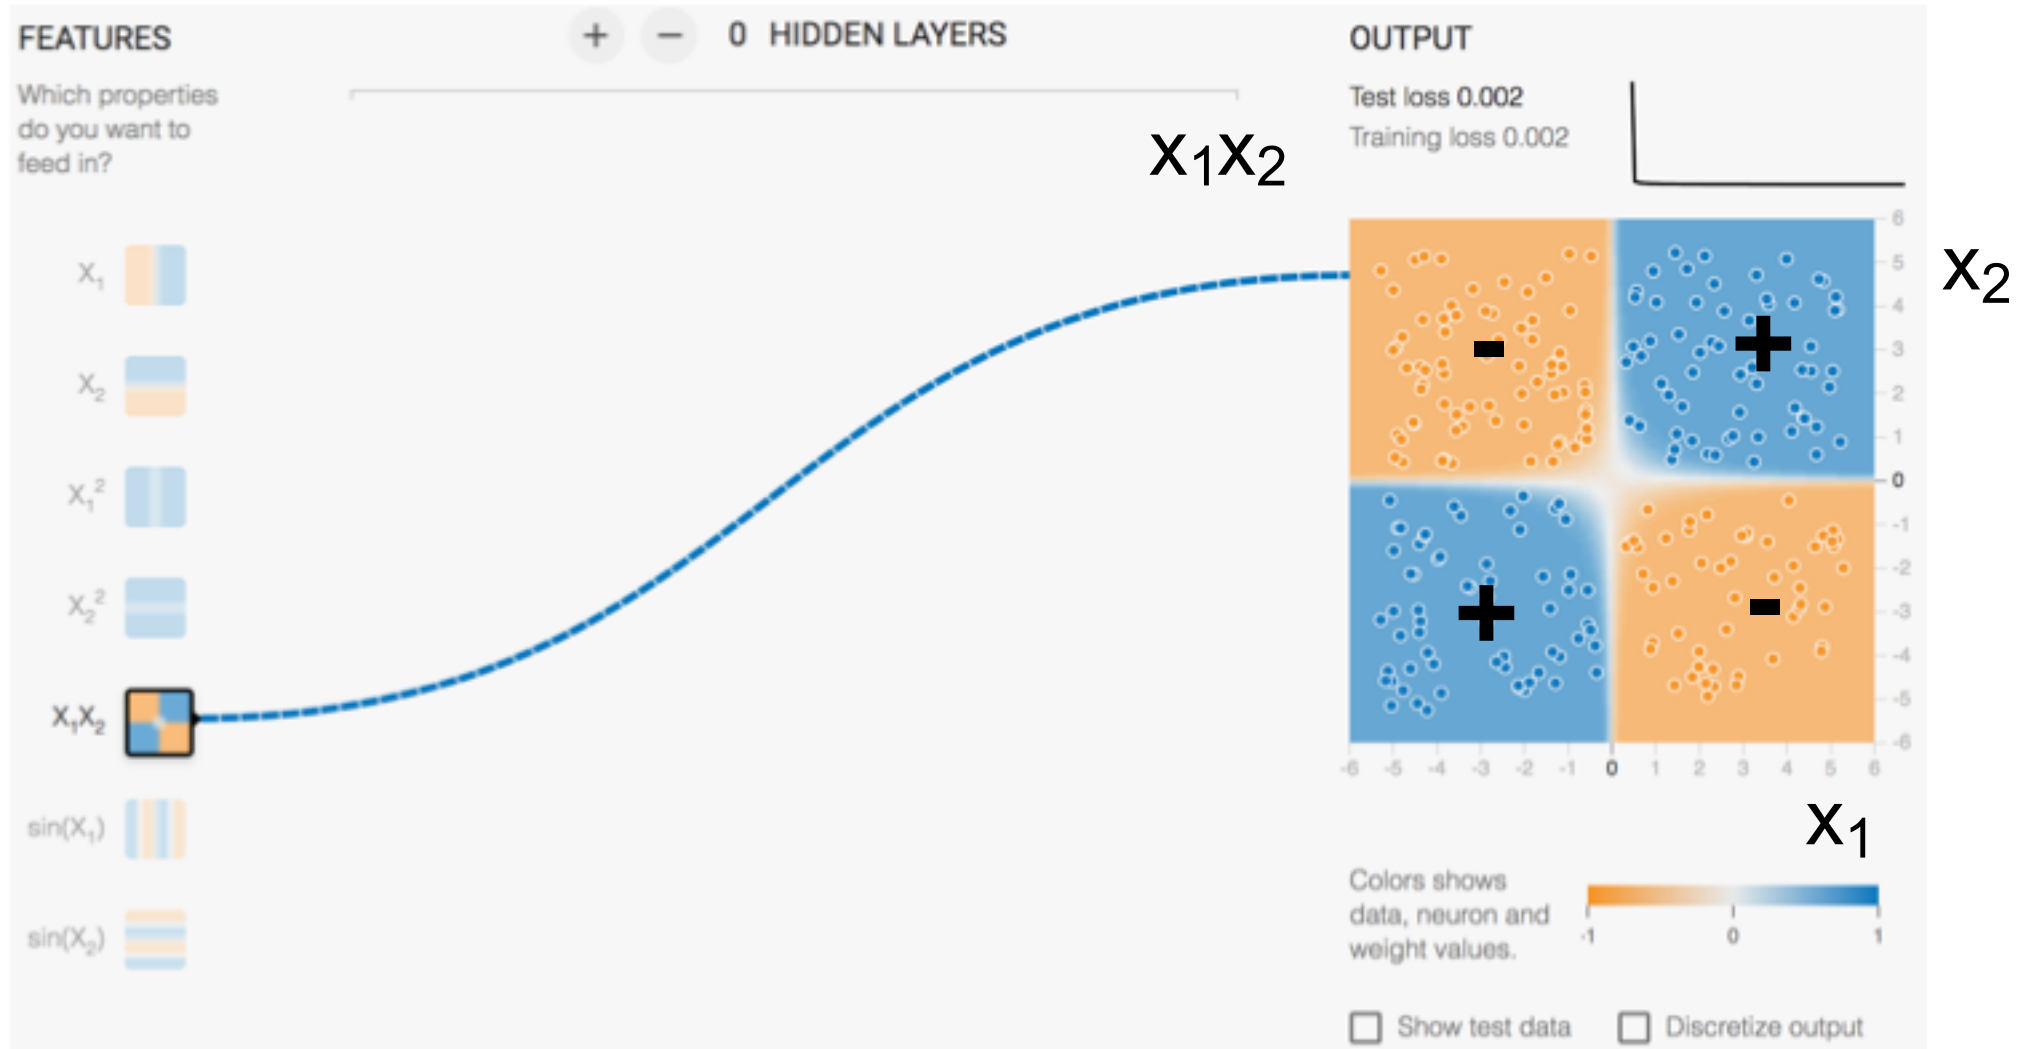 FEATURES
Which properties
do you want to
feed in?
X₁
X₂
X₁²
X₂²
X₁X₂
sin(X₁)
sin(X₂)
+ − 0 HIDDEN LAYERS
x₁x₂
OUTPUT
Test loss 0.002
Training loss 0.002
- +
+ -
6
5
4
3
2
1
0
-1
-2
-3
-4
-5
-6
-6 -5 -4 -3 -2 -1 0 1 2 3 4 5 6
x₂
x₁
Colors shows
data, neuron and
weight values.
-1 0 1
Show test data Discretize output